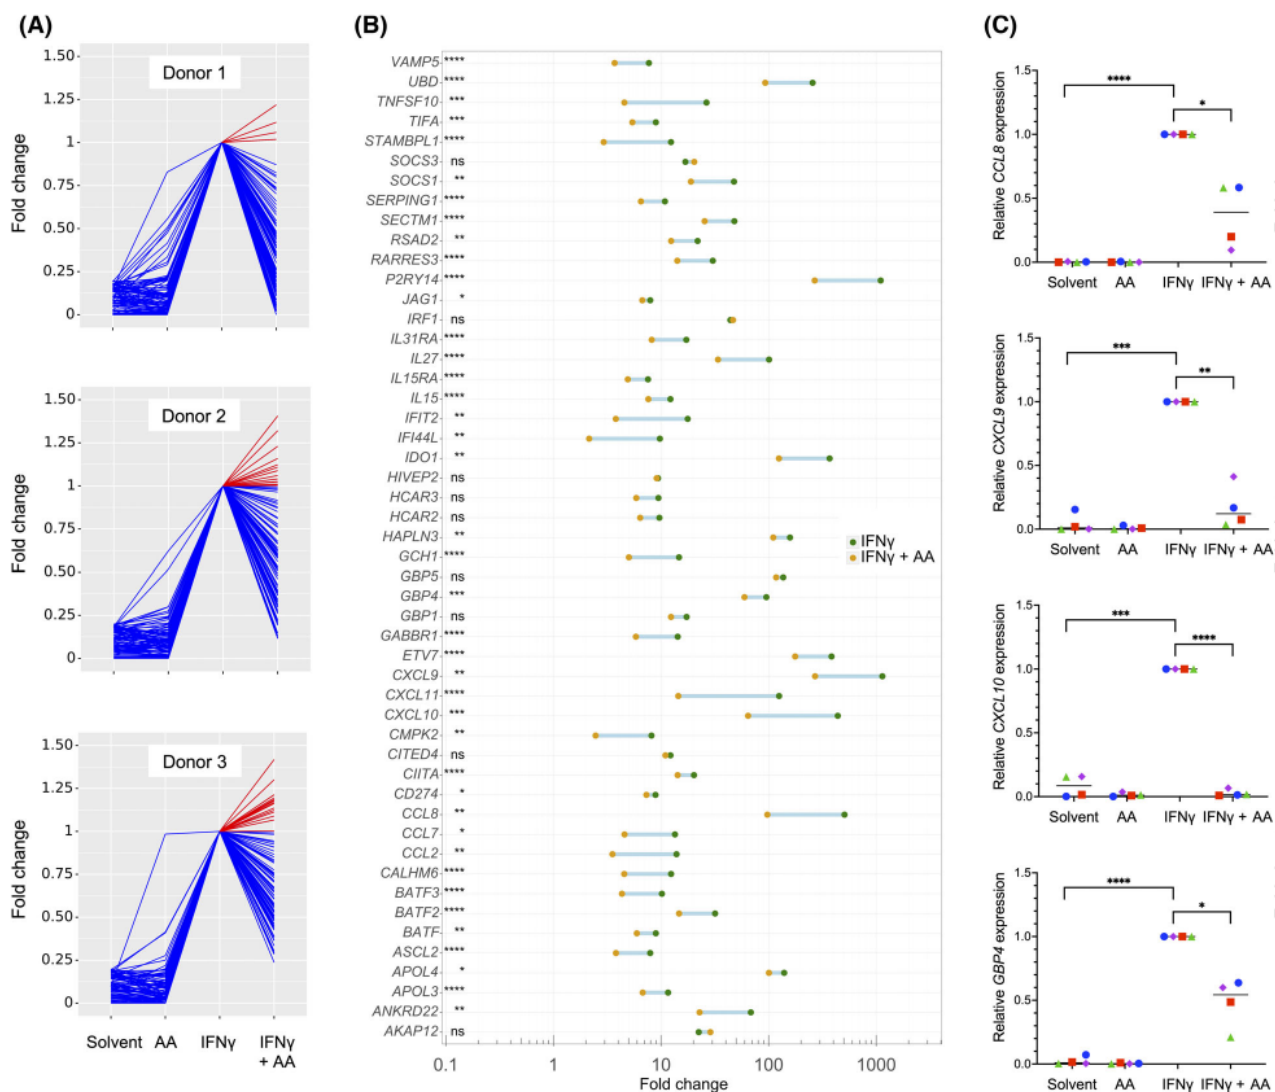 (A)
1.50
1.25
1
0.75
0.50
0.25
0
Fold change
Donor 1
1.50
1.25
1
0.75
0.50
0.25
0
Fold change
Donor 2
1.50
1.25
1
0.75
0.50
0.25
0
Fold change
Donor 3
Solvent AA IFNγ IFNγ
+ AA
(B)
VAMP5 ****
UBD ****
TNFSF10 ***
TIFA ***
STAMBPL1 ****
SOCS3 ns
SOCS1 **
SERPING1 ****
SECTM1 ****
RSAD2 **
RARRES3 ****
P2RY14 ****
JAG1 *
IRF1 ns
IL31RA ****
IL27 ****
IL15RA ****
IL15 ****
IFIT2 **
IFI44L **
IDO1 **
HIVEP2 ns
HCAR3 ns
HCAR2 ns
HAPLN3 **
GCH1 ****
GBP5 ns
GBP4 ***
GBP1 ns
GABBR1 ****
ETV7 ****
CXCL9 **
CXCL11 ****
CXCL10 ***
CMPK2 **
CITED4 ns
CIITA ****
CD274 *
CCL8 **
CCL7 *
CCL2 **
CALHM6 ****
BATF3 ****
BATF2 ****
BATF **
ASCL2 ****
APOL4 *
APOL3 ****
ANKRD22 **
AKAP12 ns
IFNγ
IFNγ + AA
0.1 1 10 100 1000
Fold change
(C)
Relative CCL8 expression
1.5
1.0
0.5
0.0
****
*
Solvent AA IFNγ IFNγ + AA
Relative CXCL9 expression
1.5
1.0
0.5
0.0
***
**
Solvent AA IFNγ IFNγ + AA
Relative CXCL10 expression
1.5
1.0
0.5
0.0
***
****
Solvent AA IFNγ IFNγ + AA
Relative GBP4 expression
1.5
1.0
0.5
0.0
****
*
Solvent AA IFNγ IFNγ + AA